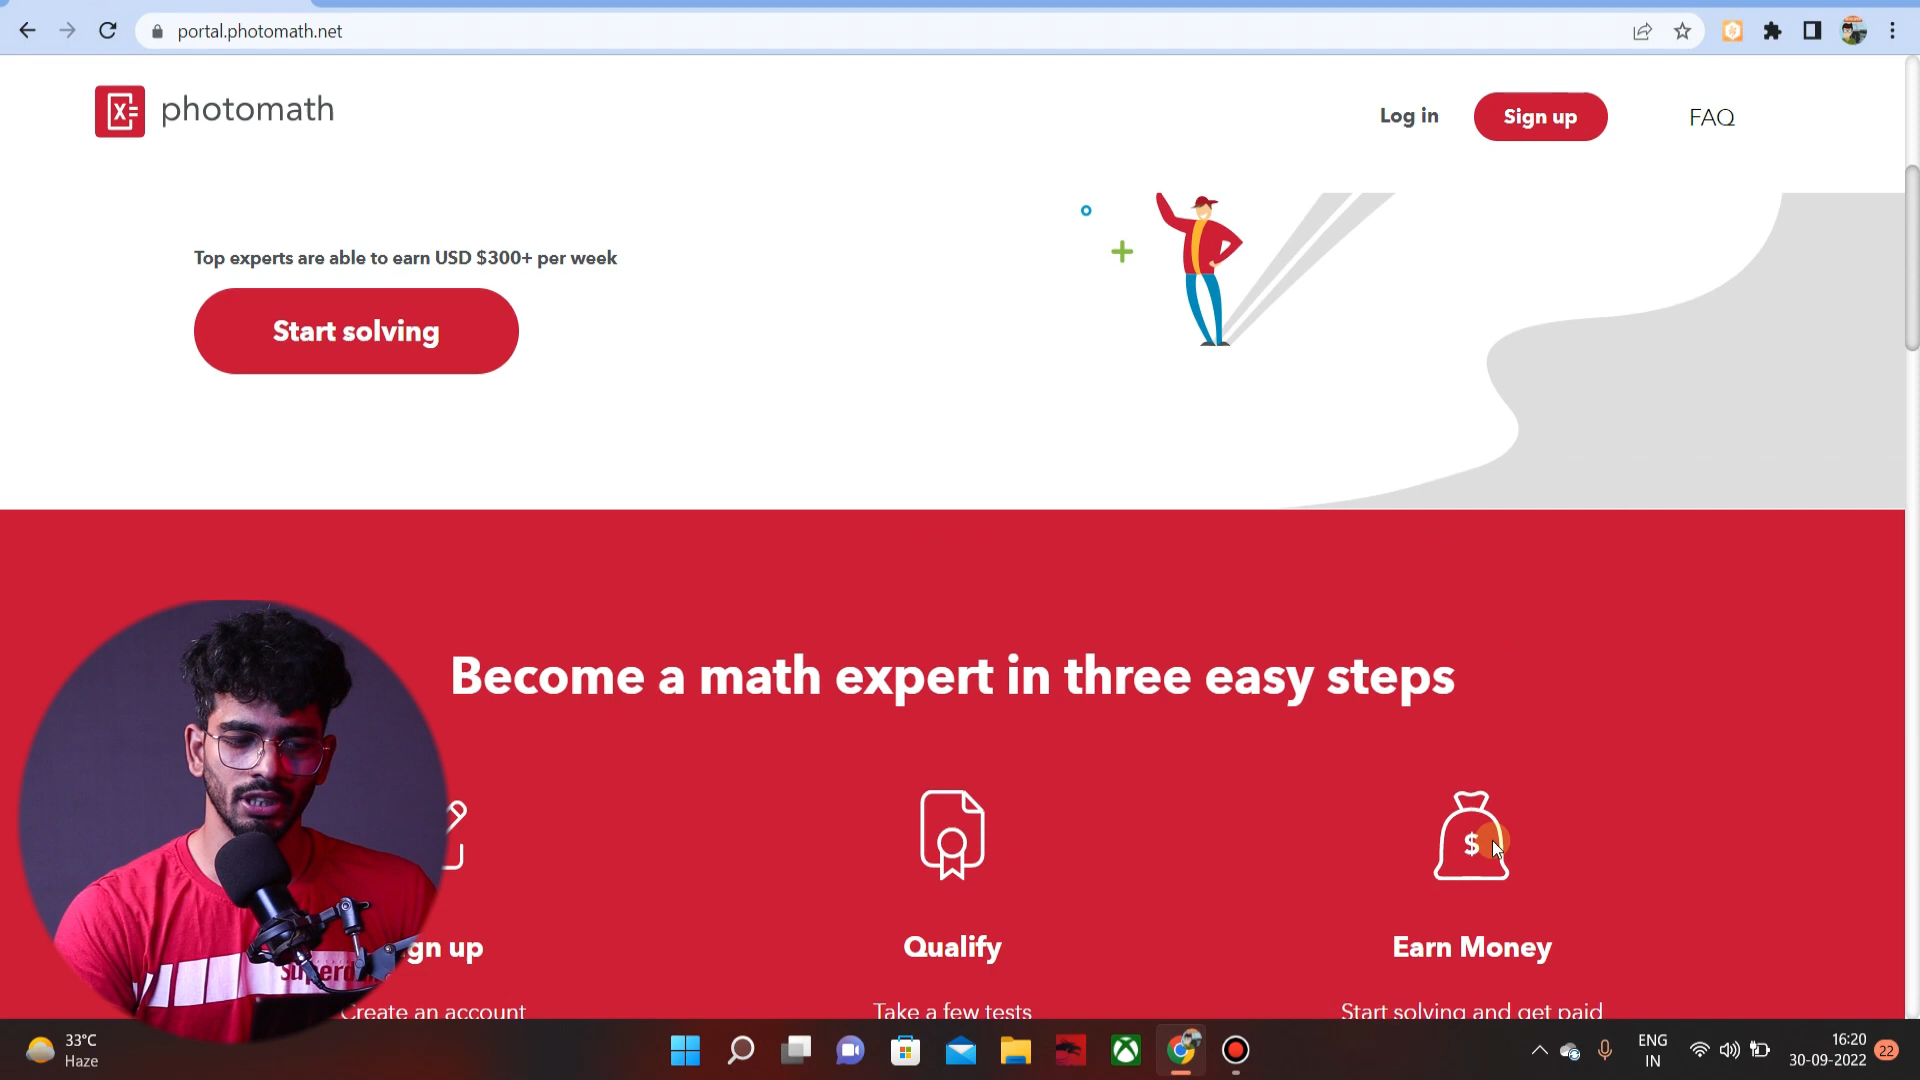 portal.photomath.net
photomath
Log in
Sign up
FAQ
Top experts are able to earn USD $300+ per week
Start solving
Become a math expert in three easy steps
$
gn up
Qualify
Earn Money
Create an account
Take a few tests
Start solving and get paid
Superd
33°C
Haze
ENG
IN
16:20
30-09-2022
22